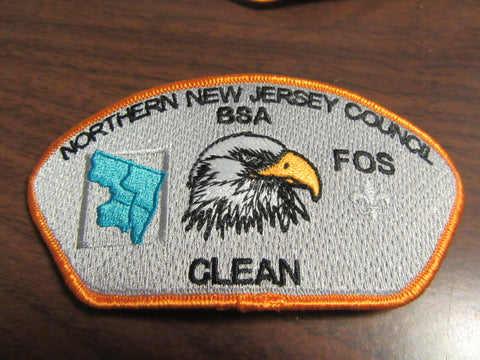 NORTHERN NEW JERSEY COUNCIL
BSA
FOS
CLEAN